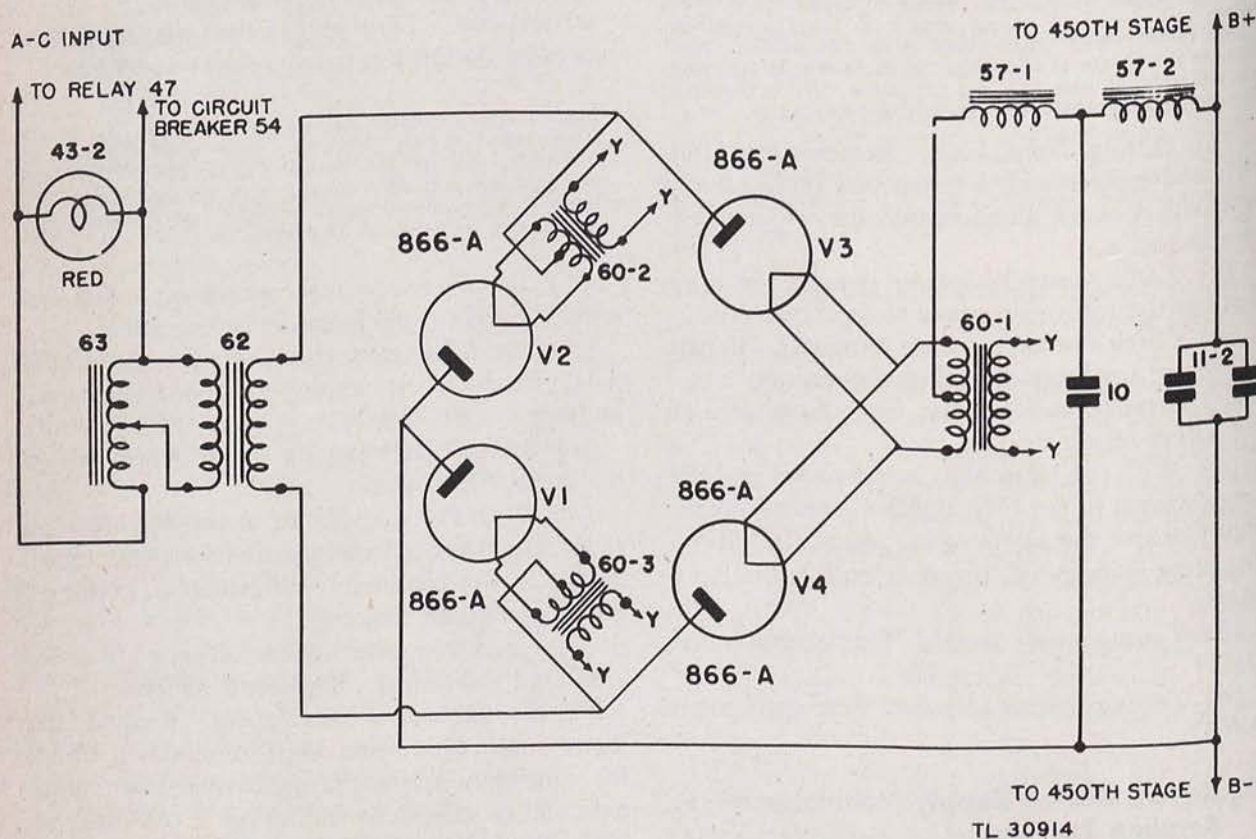 A-C INPUT
TO RELAY 47
TO CIRCUIT
BREAKER 54
43-2
RED
63
62
866-A
60-2
Y
Y
V2
866-A
V3
V1
866-A
60-3
Y
Y
866-A
V4
866-A
60-1
Y
Y
TO 450TH STAGE
B+
57-1
57-2
10
11-2
TO 450TH STAGE
B-
TL 30914